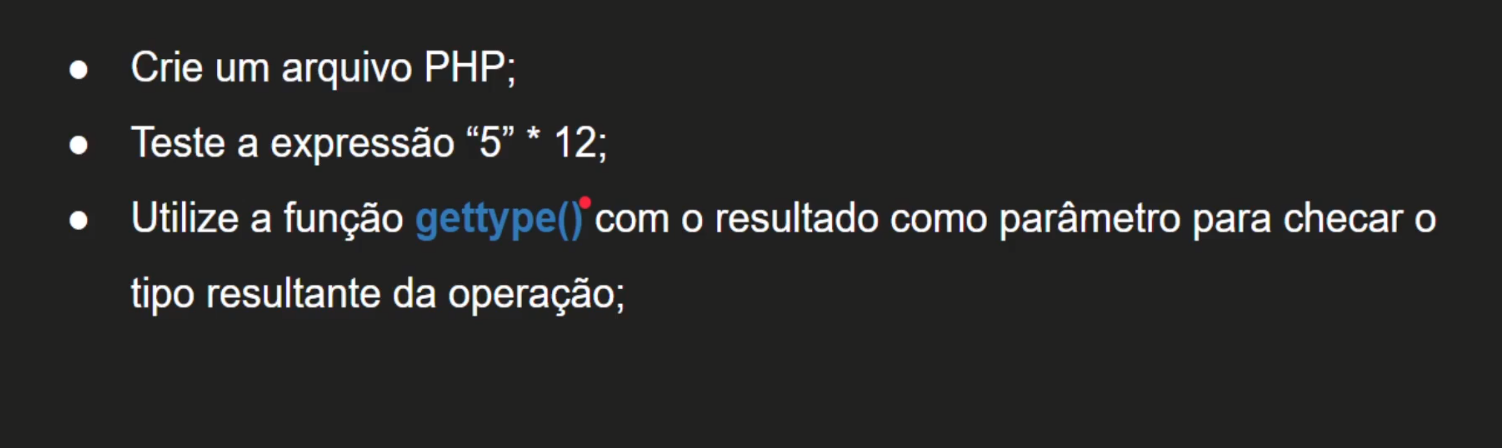 ● Crie um arquivo PHP;
● Teste a expressão “5” * 12;
● Utilize a função gettype() com o resultado como parâmetro para checar o
tipo resultante da operação;